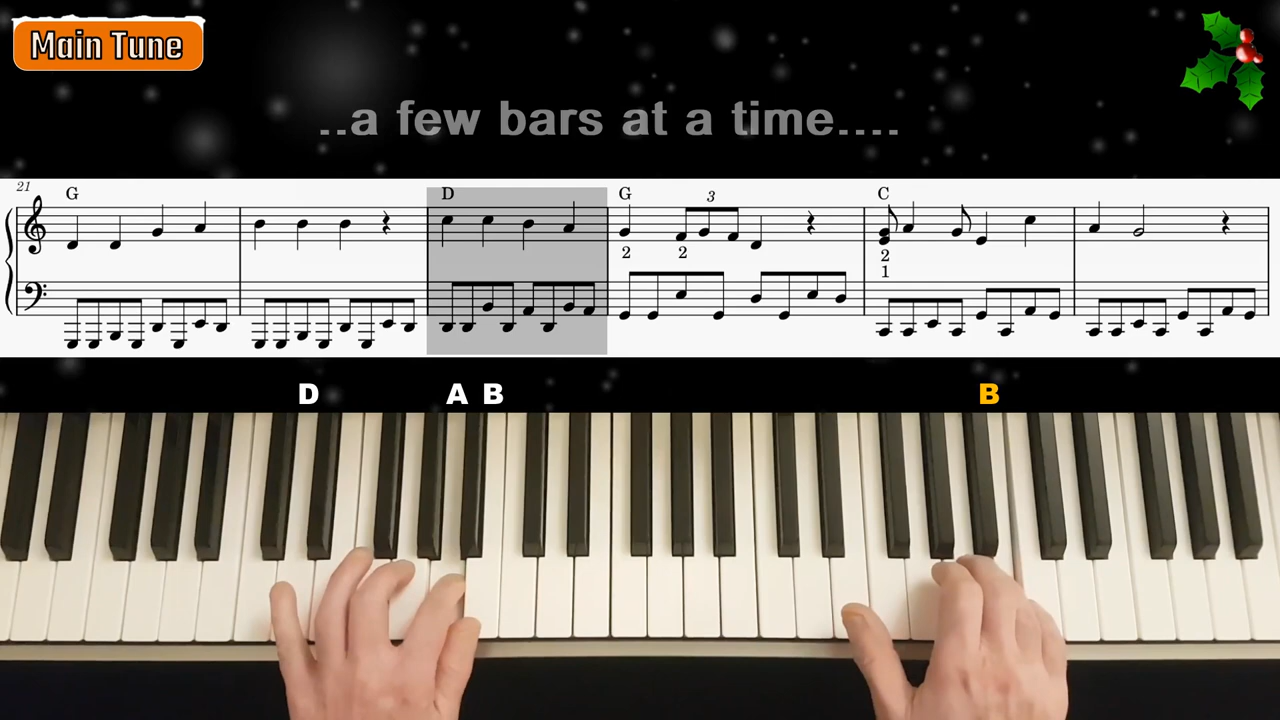 Main Tune
..a few bars at a time....
21
G D G C
3
2 2 2
1
D A B B